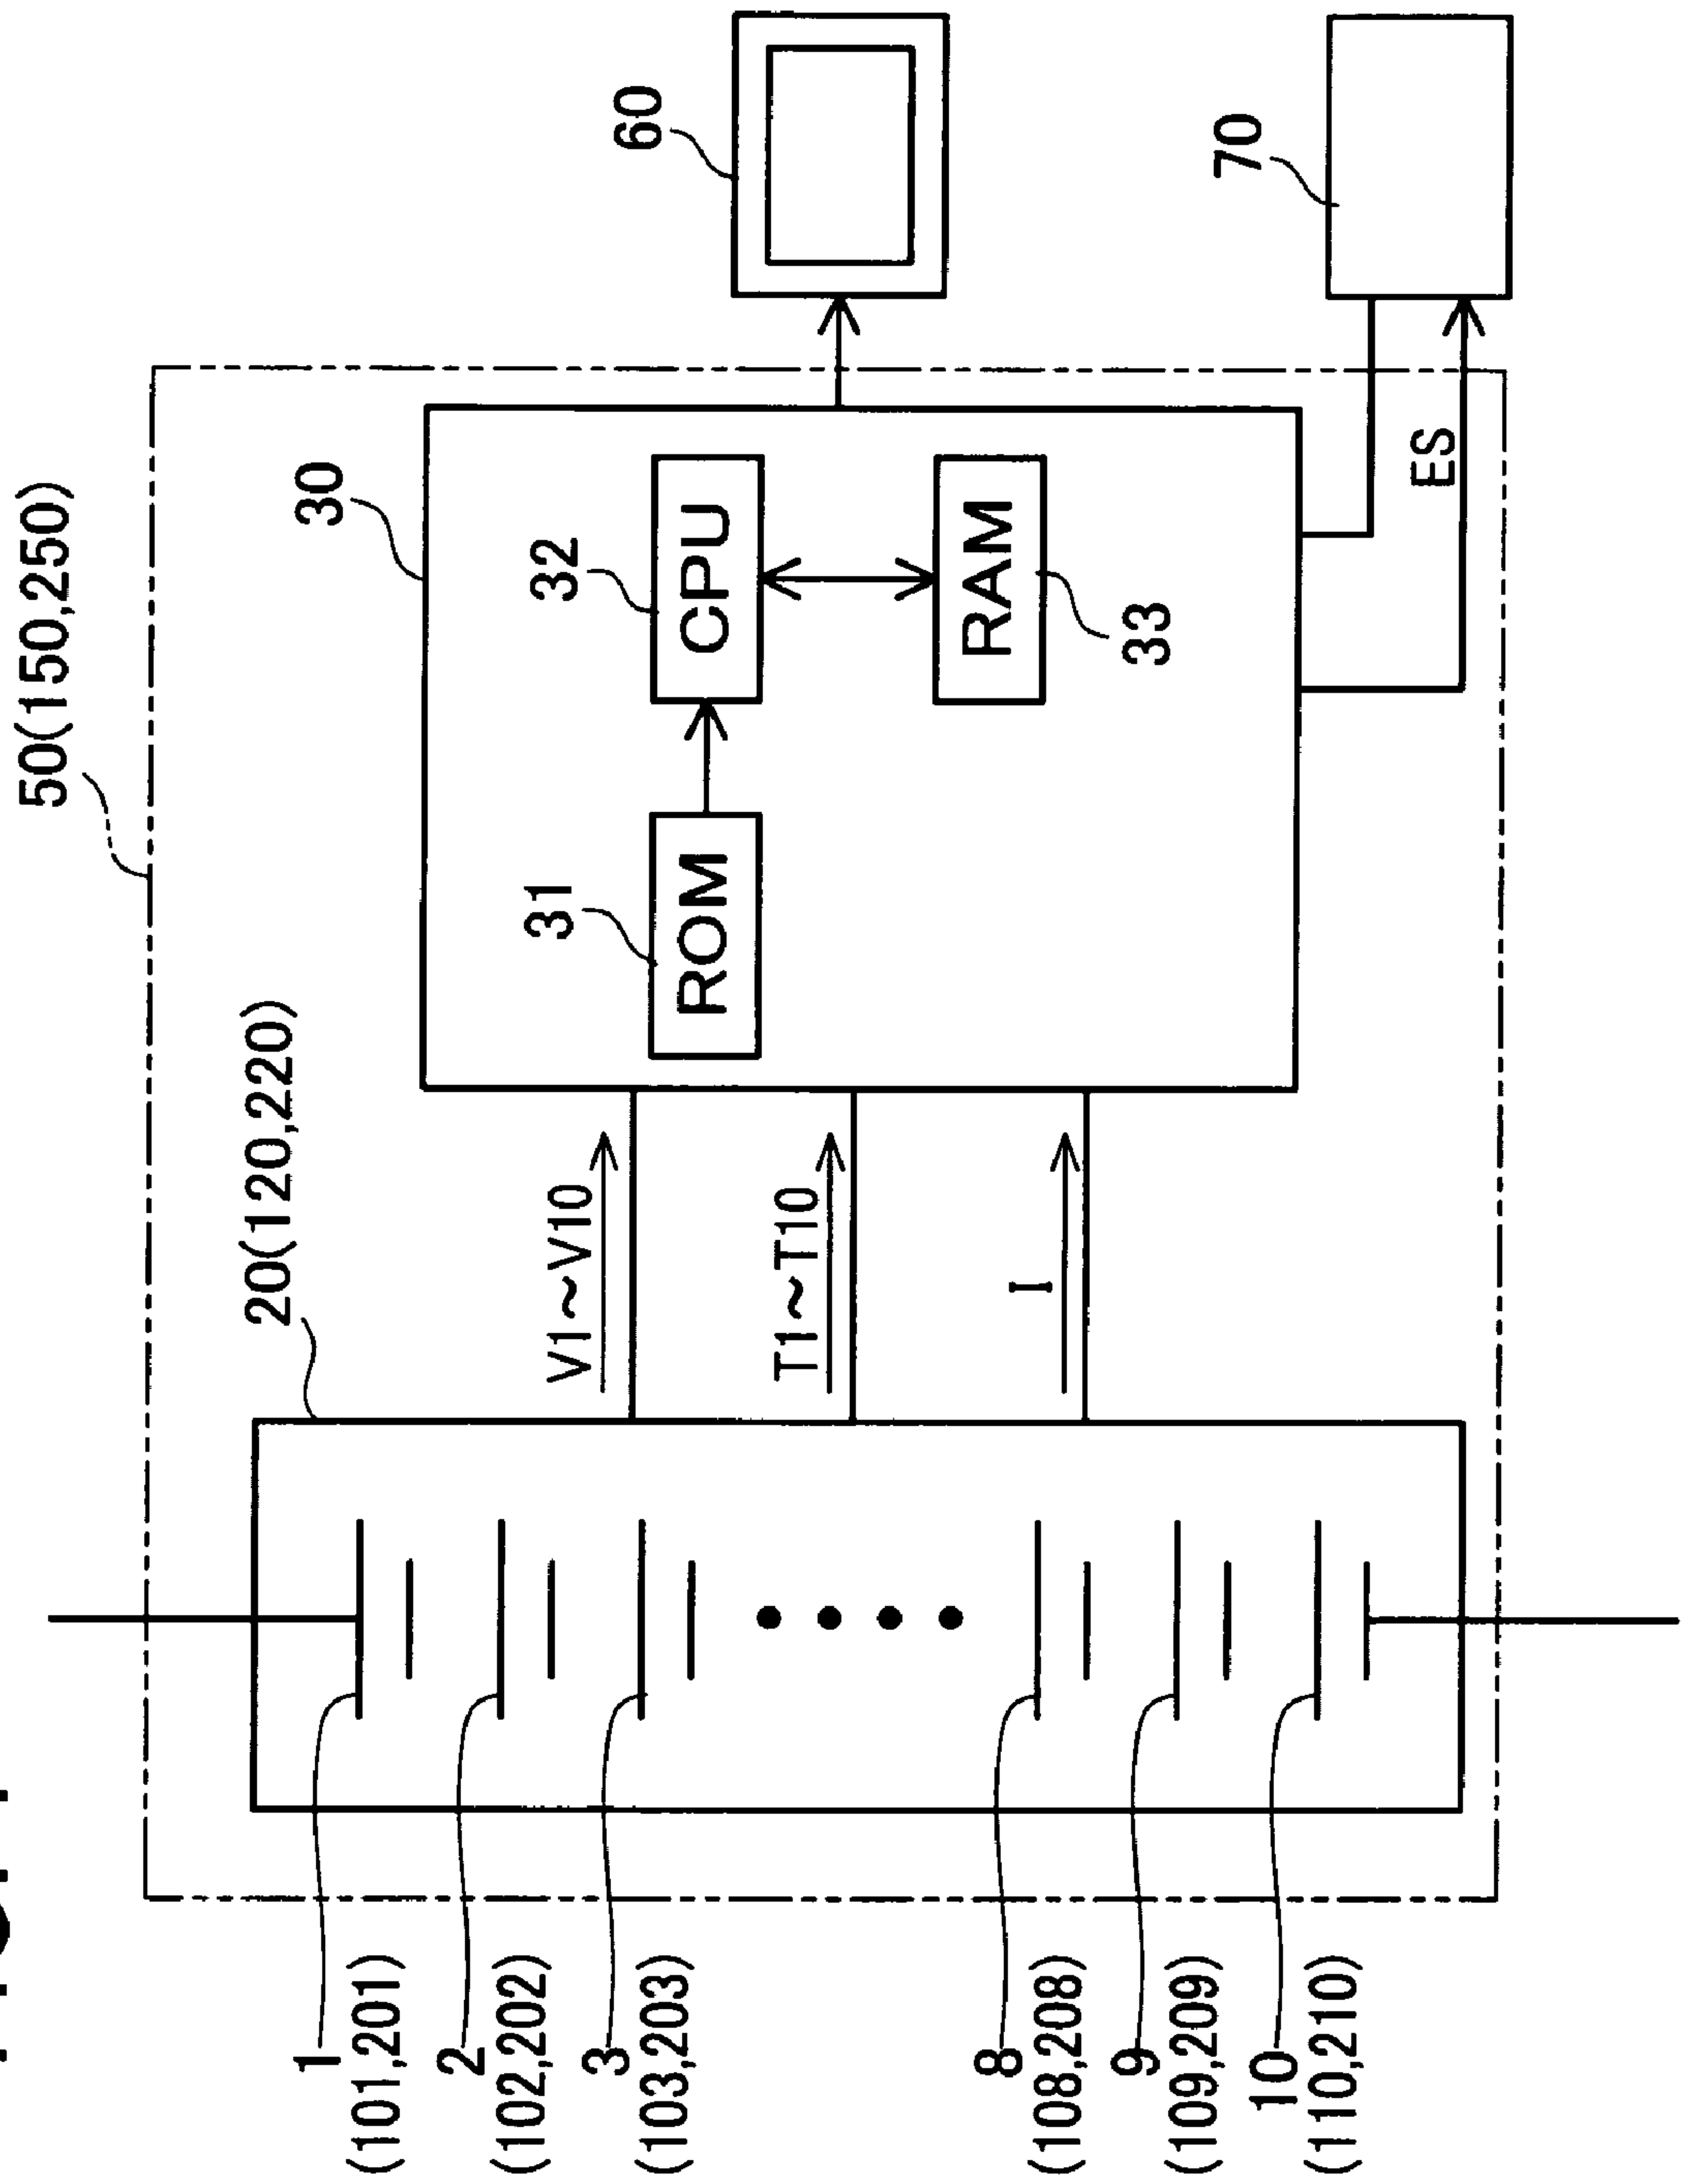 50(150,250)
20(120,220)
30
60
70
31
32
33
ROM
CPU
RAM
V1~V10
T1~T10
I
ES
1
(101,201)
2
(102,202)
3
(103,203)
8
(108,208)
9
(109,209)
10
(110,210)